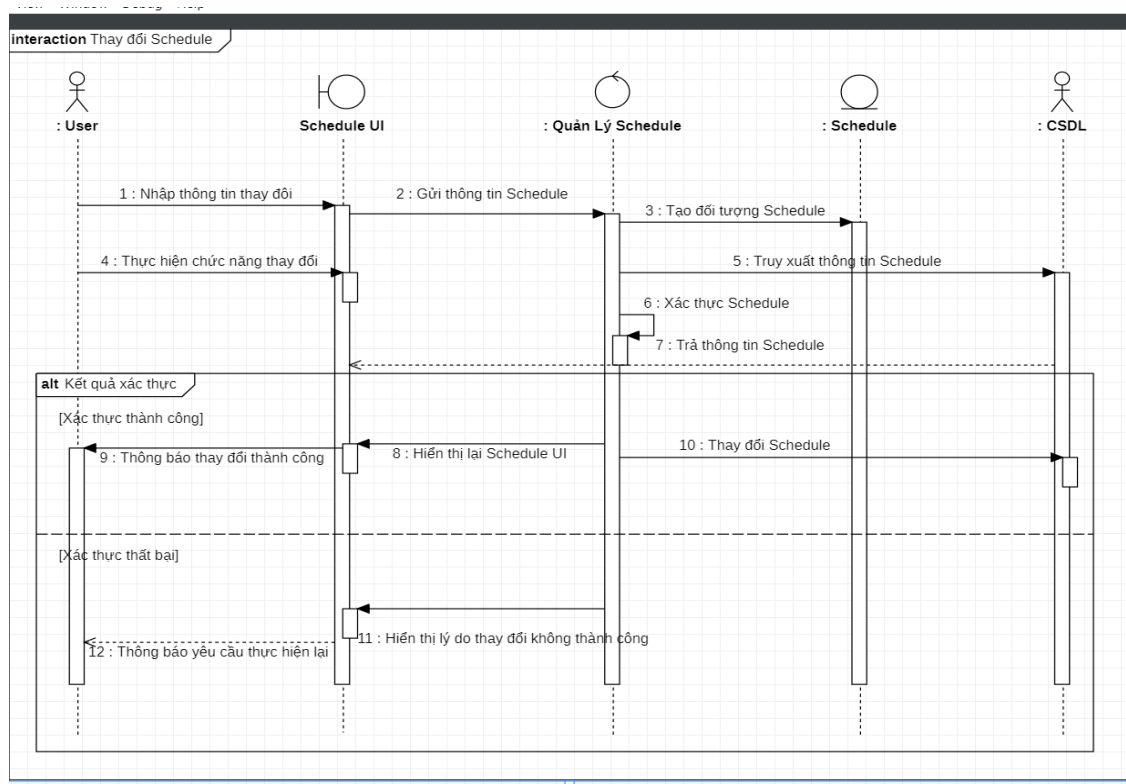 interaction Thay đổi Schedule
: User
Schedule UI
: Quản Lý Schedule
: Schedule
: CSDL
1 : Nhập thông tin thay đôi
2 : Gửi thông tin Schedule
3 : Tạo đối tượng Schedule
4 : Thực hiện chức năng thay đổi
5 : Truy xuất thông tin Schedule
6 : Xác thực Schedule
7 : Trả thông tin Schedule
alt Kết quả xác thực
[Xác thực thành công]
8 : Hiển thị lại Schedule UI
9 : Thông báo thay đổi thành công
10 : Thay đổi Schedule
[Xác thực thất bại]
11 : Hiển thị lý do thay đổi không thành công
12 : Thông báo yêu cầu thực hiện lại